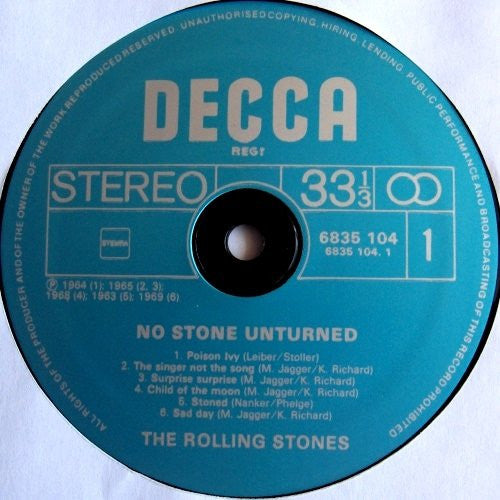 ALL RIGHTS OF THE PRODUCER AND OF THE OWNER OF THE WORK REPRODUCED RESERVED. UNAUTHORISED COPYING, HIRING, LENDING, PUBLIC PERFORMANCE AND BROADCASTING OF THIS RECORD PROHIBITED
DECCA
REGᵈ
STEREO
33 1/3
STEMRA
6835 104
6835 104. 1
1
Ⓟ 1964 (1); 1965 (2, 3);
1968 (4); 1963 (5); 1969 (6)
NO STONE UNTURNED
1. Poison Ivy (Leiber/Stoller)
2. The singer not the song (M. Jagger/K. Richard)
3. Surprise surprise (M. Jagger/K. Richard)
4. Child of the moon (M. Jagger/K. Richard)
5. Stoned (Nanker/Phelge)
6. Sad day (M. Jagger/K. Richard)
THE ROLLING STONES